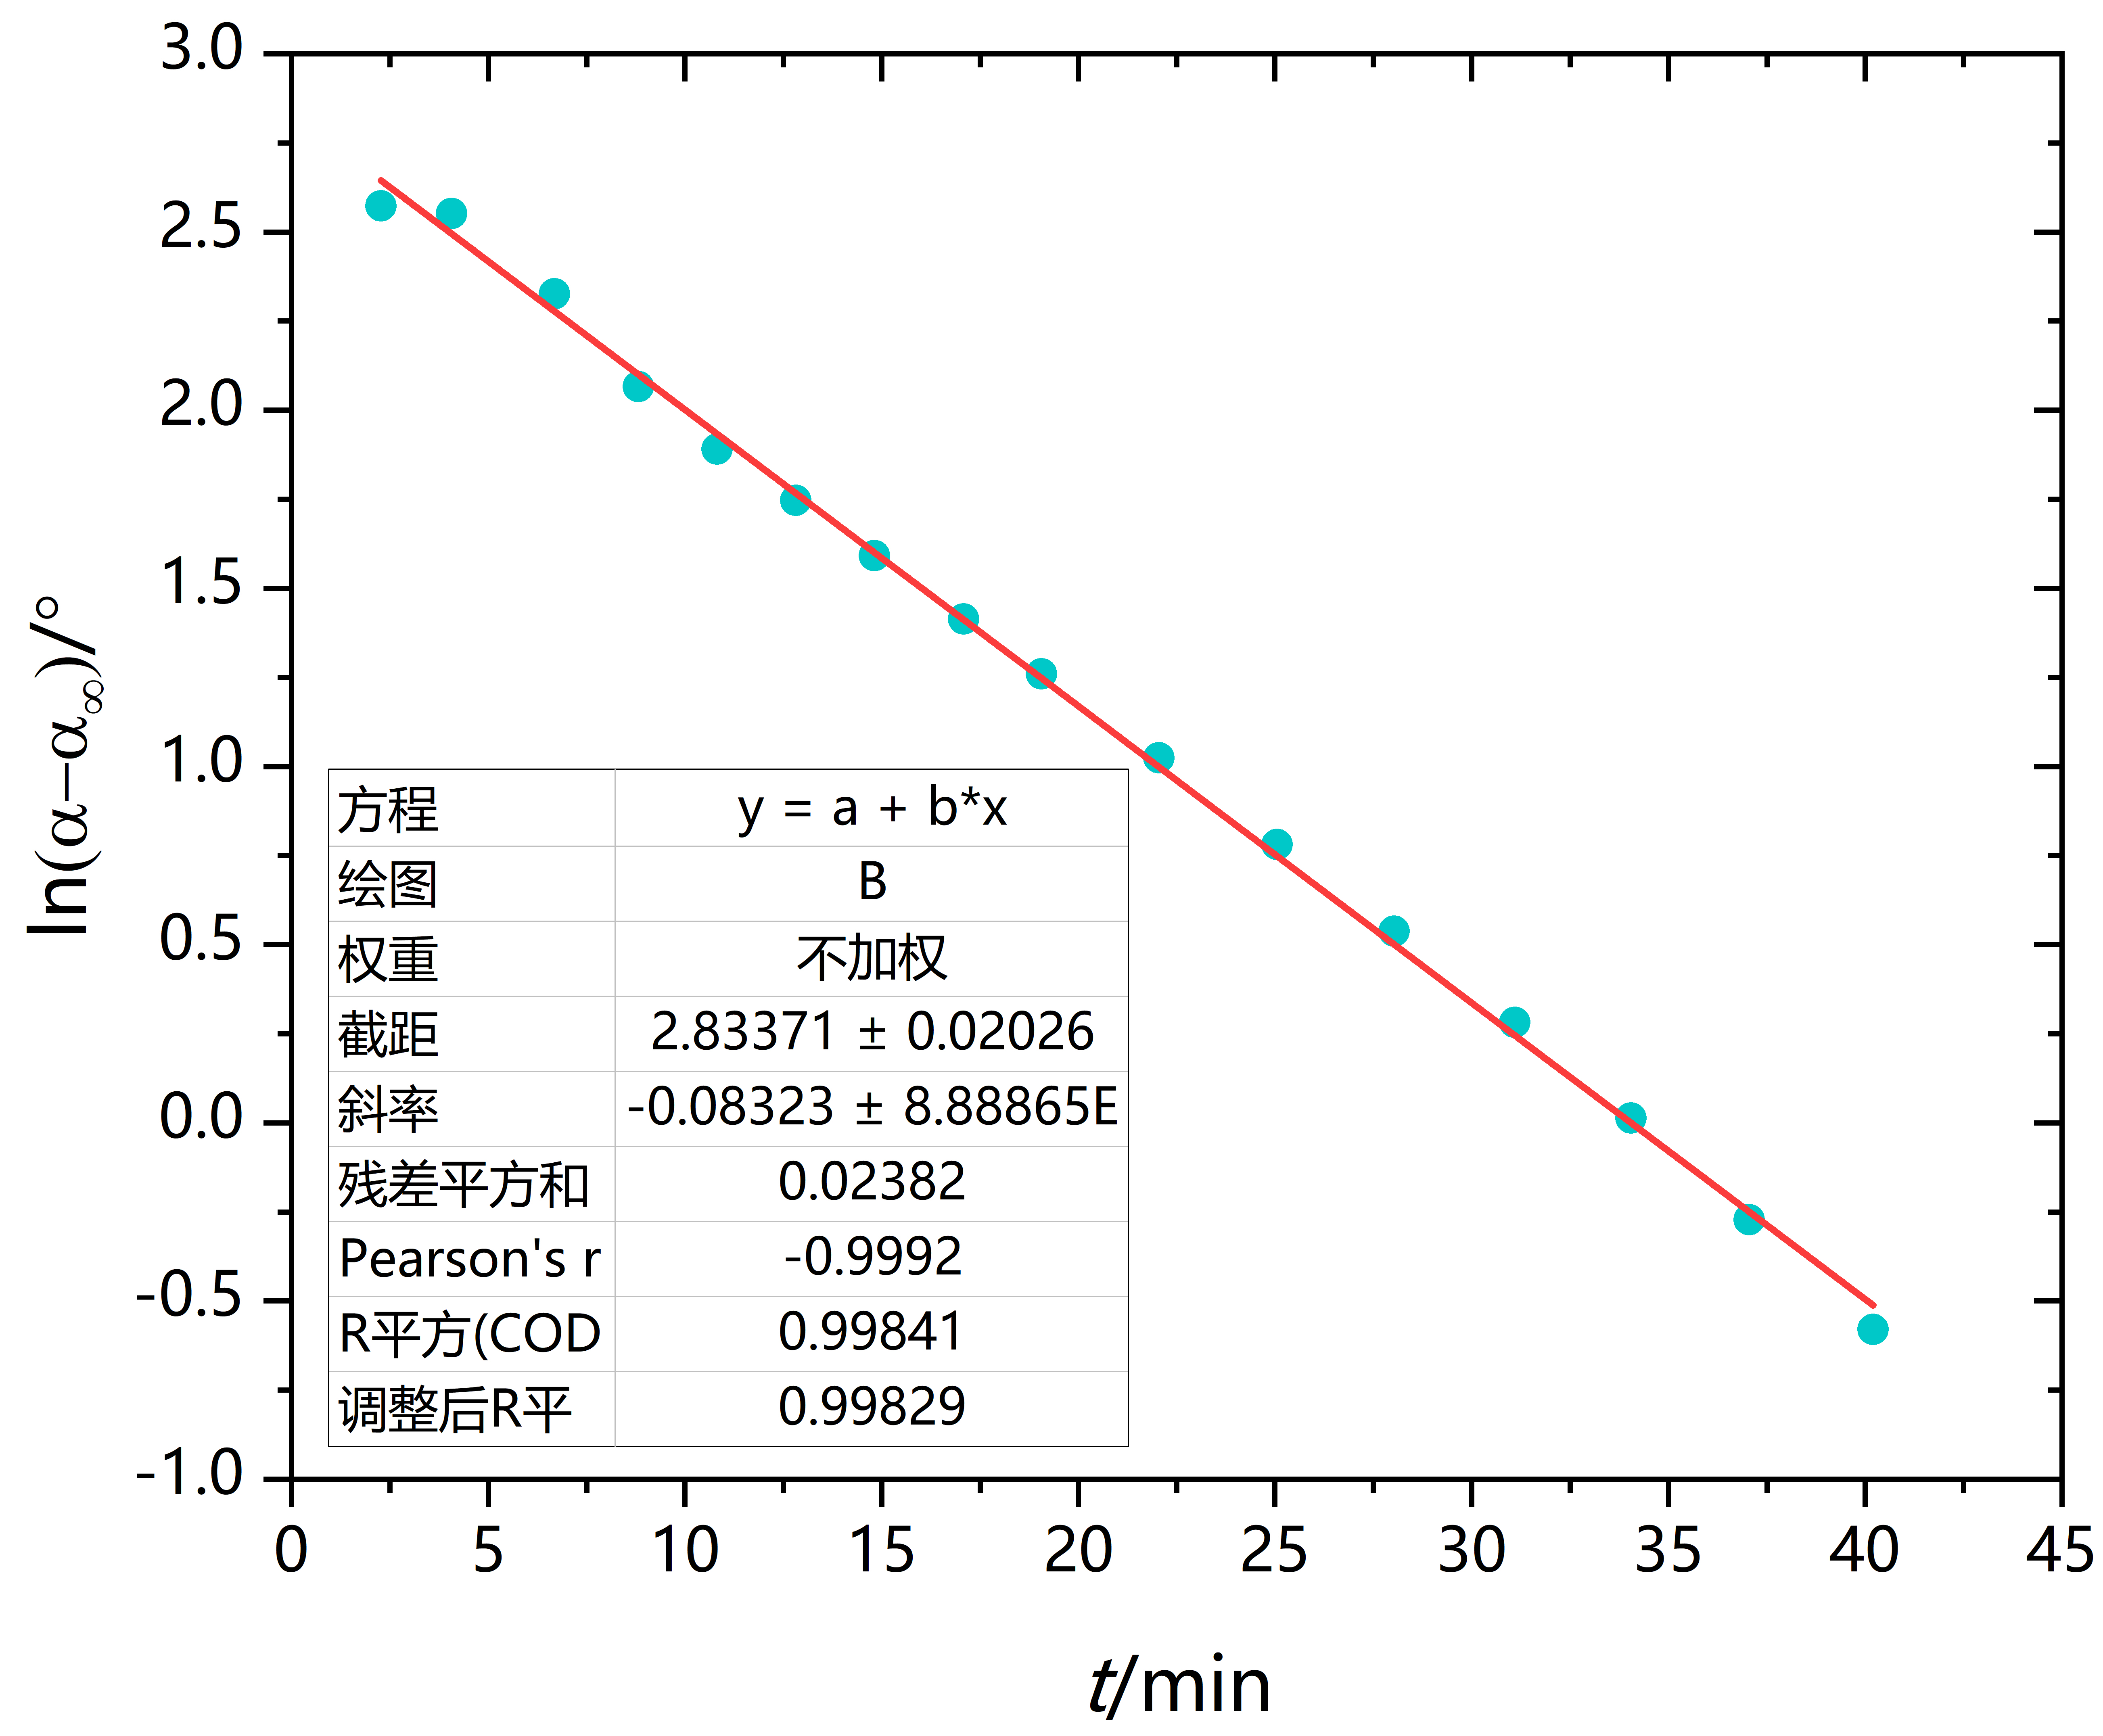 3.0
2.5
2.0
1.5
1.0
0.5
0.0
-0.5
-1.0
ln(α−α∞)/°
方程 y = a + b*x
绘图 B
权重 不加权
截距 2.83371 ± 0.02026
斜率 -0.08323 ± 8.88865E
残差平方和 0.02382
Pearson's r -0.9992
R平方(COD 0.99841
调整后R平 0.99829
0 5 10 15 20 25 30 35 40 45
t/min